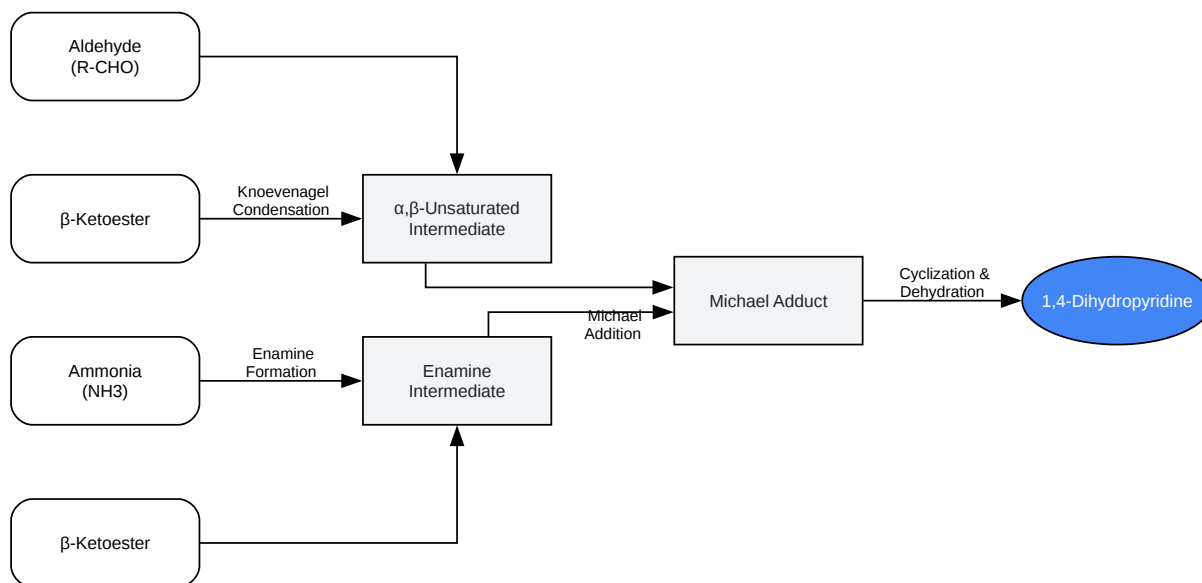 Aldehyde
(R-CHO)
β-Ketoester
Knoevenagel
Condensation
α,β-Unsaturated
Intermediate
Michael Adduct
Cyclization &
Dehydration
1,4-Dihydropyridine
Michael
Addition
Ammonia
(NH3)
Enamine
Formation
Enamine
Intermediate
β-Ketoester